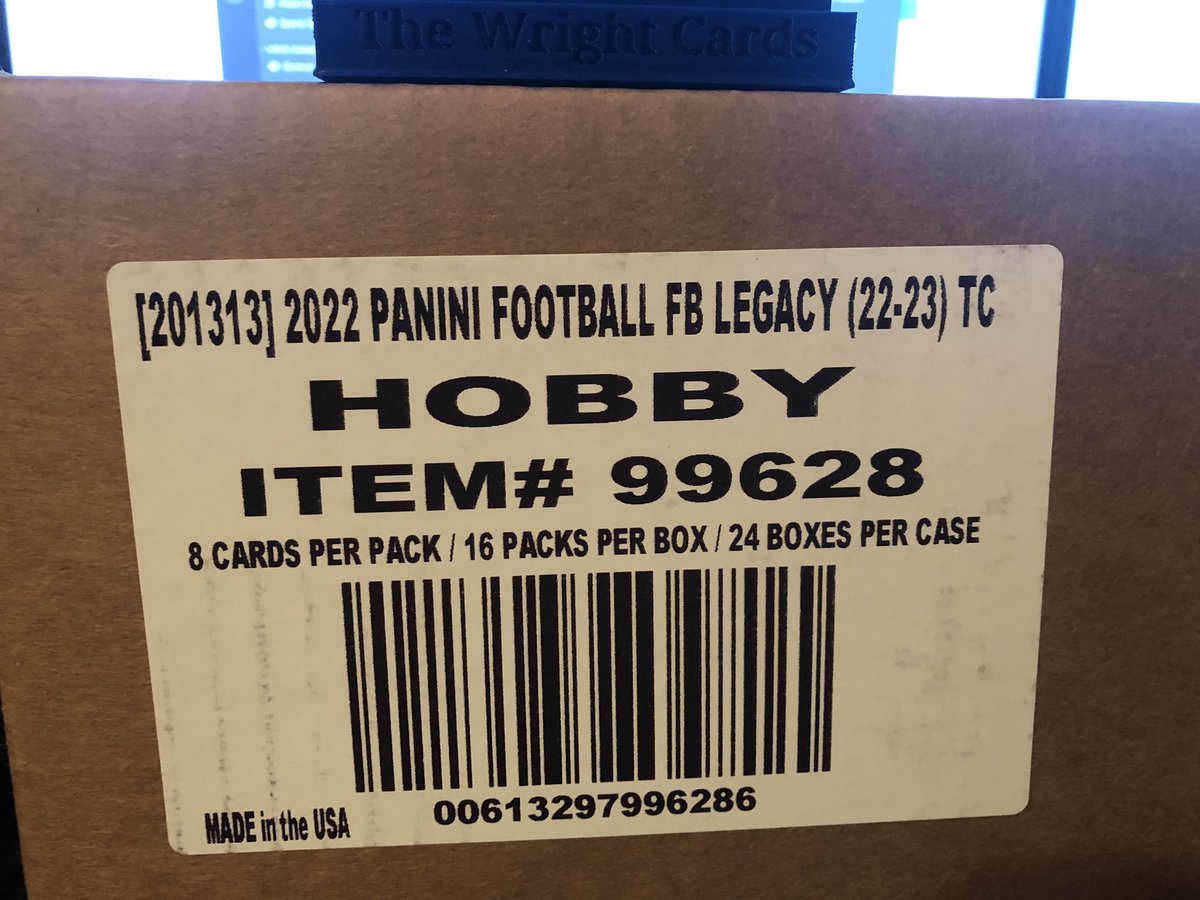 The Wright Cards
[201313] 2022 PANINI FOOTBALL FB LEGACY (22-23) TC
HOBBY
ITEM# 99628
8 CARDS PER PACK / 16 PACKS PER BOX / 24 BOXES PER CASE
00613297996286
MADE in the USA